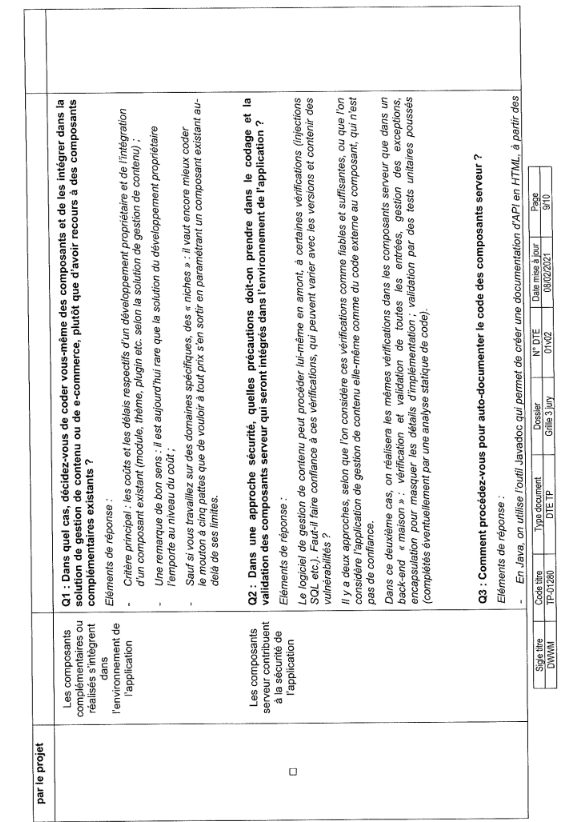 par le projet
Les composants
complémentaires ou
réalisés s'intègrent
dans
l'environnement de
l'application
Q1 : Dans quel cas, décidez-vous de coder vous-même des composants et de les intégrer dans la
solution de gestion de contenu ou de e-commerce, plutôt que d'avoir recours à des composants
complémentaires existants ?
Eléments de réponse :
- Critère principal : les coûts et les délais respectifs d'un développement propriétaire et de l'intégration
d'un composant existant (module, thème, plugin etc. selon la solution de gestion de contenu) ;
- Une remarque de bon sens : il est aujourd'hui rare que la solution du développement propriétaire
l'emporte au niveau du coût ;
- Sauf si vous travaillez sur des domaines spécifiques, des « niches » : il vaut encore mieux coder
le mouton à cinq pattes que de vouloir à tout prix s'en sortir en paramétrant un composant existant au-
delà de ses limites.
Les composants
serveur contribuent
à la sécurité de
l'application
Q2 : Dans une approche sécurité, quelles précautions doit-on prendre dans le codage et la
validation des composants serveur qui seront intégrés dans l'environnement de l'application ?
Eléments de réponse :
Le logiciel de gestion de contenu peut procéder lui-même en amont, à certaines vérifications (injections
SQL etc.). Faut-il faire confiance à ces vérifications, qui peuvent varier avec les versions et contenir des
vulnérabilités ?
Il y a deux approches, selon que l'on considère ces vérifications comme fiables et suffisantes, ou que l'on
considère l'application de gestion de contenu elle-même comme du code externe au composant, qui n'est
pas de confiance.
Dans ce deuxième cas, on réalisera les mêmes vérifications dans les composants serveur que dans un
back-end « maison » : vérification et validation de toutes les entrées, gestion des exceptions,
encapsulation pour masquer les détails d'implémentation ; validation par des tests unitaires poussés
(complétés éventuellement par une analyse statique de code).
Q3 : Comment procédez-vous pour auto-documenter le code des composants serveur ?
Eléments de réponse :
- En Java, on utilise l'outil Javadoc qui permet de créer une documentation d'API en HTML, à partir des
Sigle titre Code titre Type document Dossier N° DTE Date mise à jour Page
DWWM TP-01280 DTE TP Grille 3 jury 01v02 08/02/2021 9/10